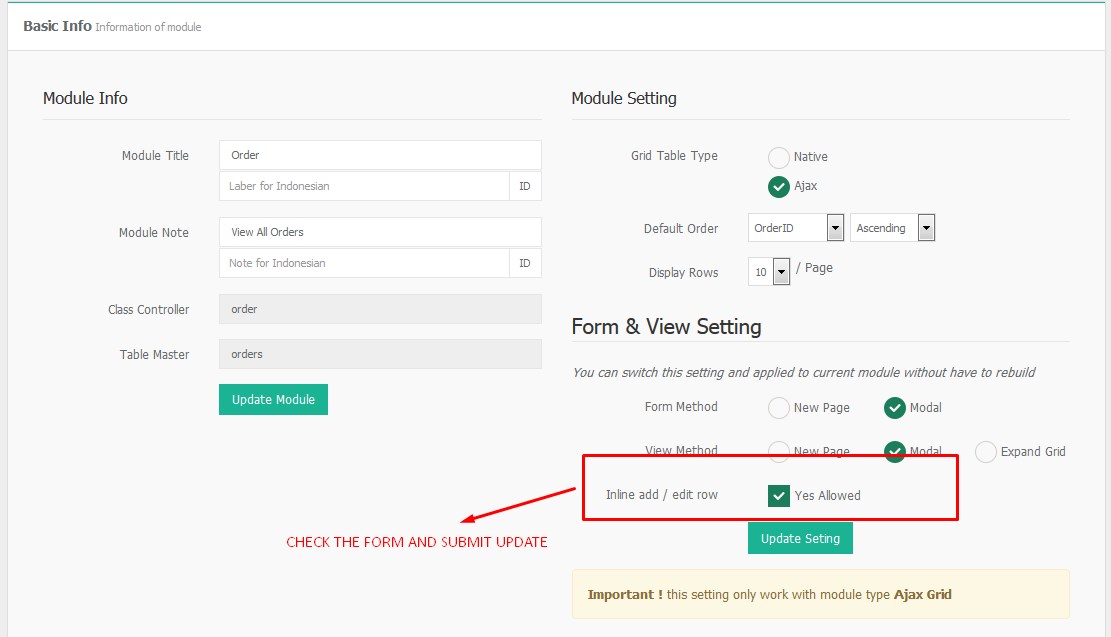 Basic Info Information of module
Module Info
Module Title Order
Laber for Indonesian ID
Module Note View All Orders
Note for Indonesian ID
Class Controller order
Table Master orders
Update Module
Module Setting
Grid Table Type Native
Ajax
Default Order OrderID Ascending
Display Rows 10 / Page
Form & View Setting
You can switch this setting and applied to current module without have to rebuild
Form Method New Page Modal
View Method New Page Modal Expand Grid
Inline add / edit row Yes Allowed
CHECK THE FORM AND SUBMIT UPDATE
Update Seting
Important ! this setting only work with module type Ajax Grid